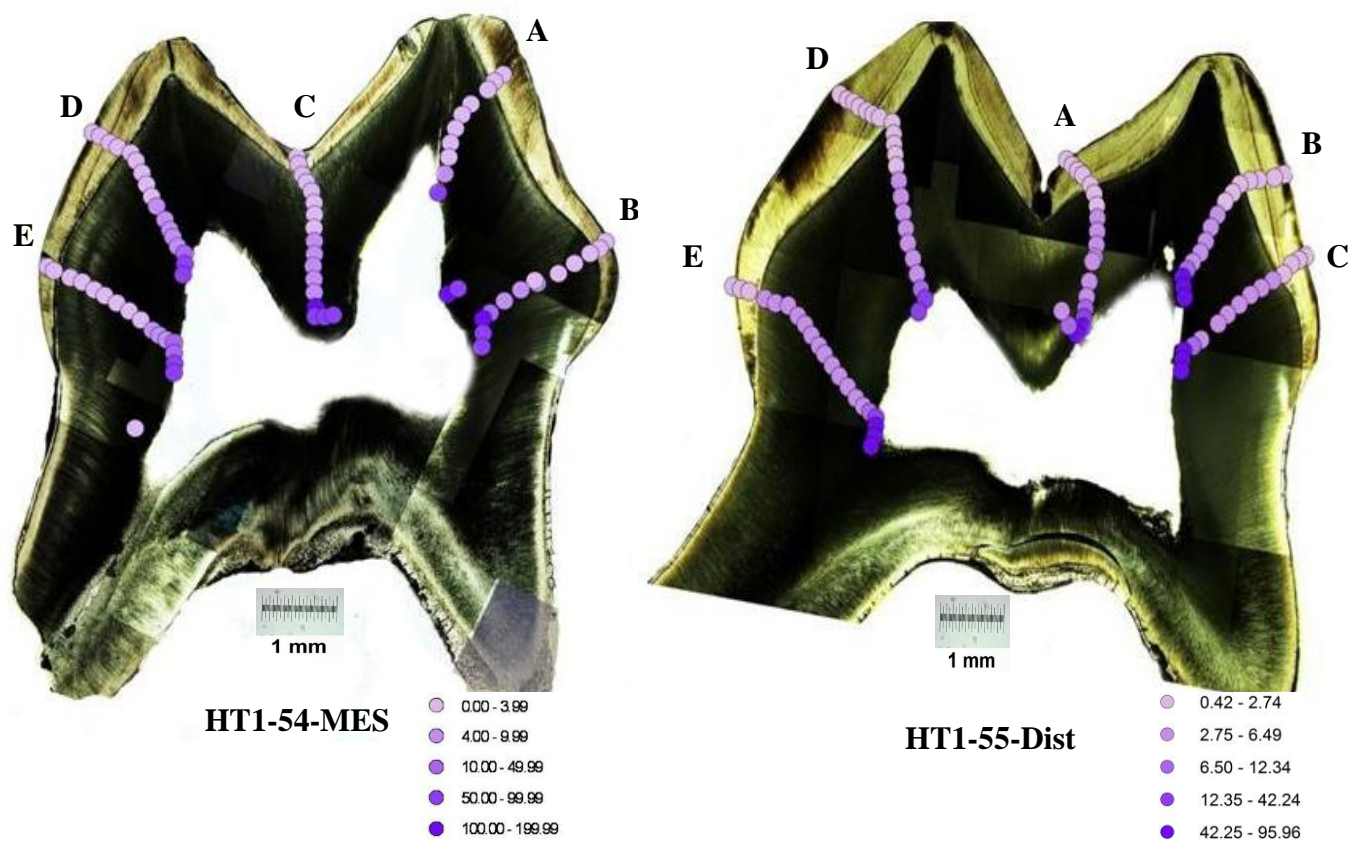 A
D
C
B
E
1 mm
HT1-54-MES
0.00 - 3.99
4.00 - 9.99
10.00 - 49.99
50.00 - 99.99
100.00 - 199.99
D
A
B
E
C
1 mm
HT1-55-Dist
0.42 - 2.74
2.75 - 6.49
6.50 - 12.34
12.35 - 42.24
42.25 - 95.96